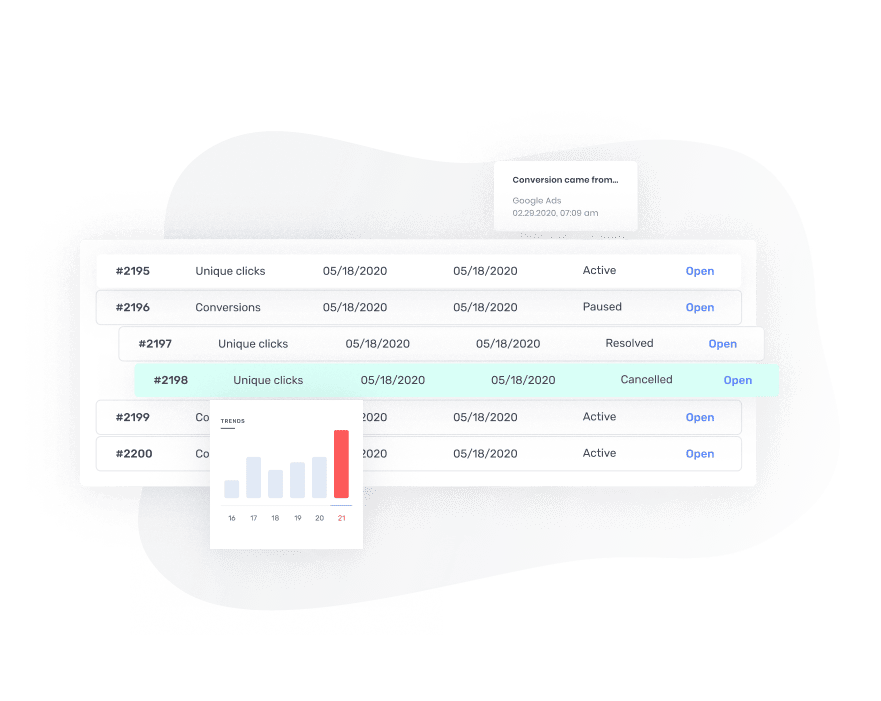 Conversion came from...
Google Ads
02.29.2020, 07:09 am
#2195 Unique clicks 05/18/2020 05/18/2020 Active Open
#2196 Conversions 05/18/2020 05/18/2020 Paused Open
#2197 Unique clicks 05/18/2020 05/18/2020 Resolved Open
#2198 Unique clicks 05/18/2020 05/18/2020 Cancelled Open
#2199 Co 2020 05/18/2020 Active Open
#2200 Co 2020 05/18/2020 Active Open
TRENDS
16 17 18 19 20 21